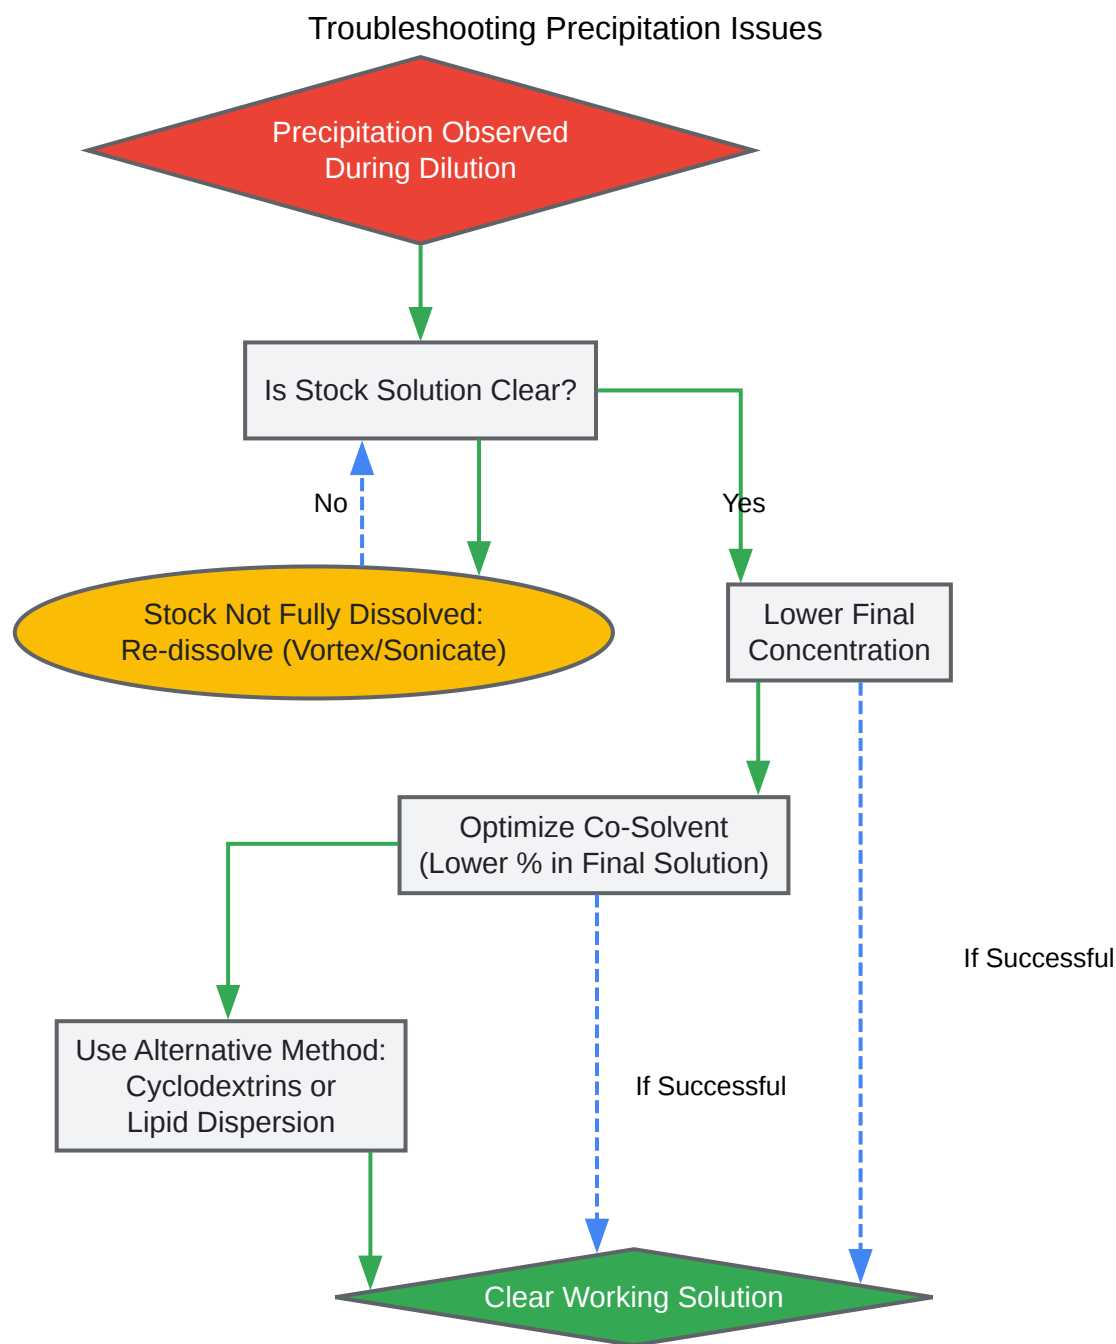 Troubleshooting Precipitation Issues
Precipitation Observed
During Dilution
Is Stock Solution Clear?
No
Yes
Stock Not Fully Dissolved:
Re-dissolve (Vortex/Sonicate)
Lower Final
Concentration
Optimize Co-Solvent
(Lower % in Final Solution)
If Successful
Use Alternative Method:
Cyclodextrins or
Lipid Dispersion
If Successful
Clear Working Solution